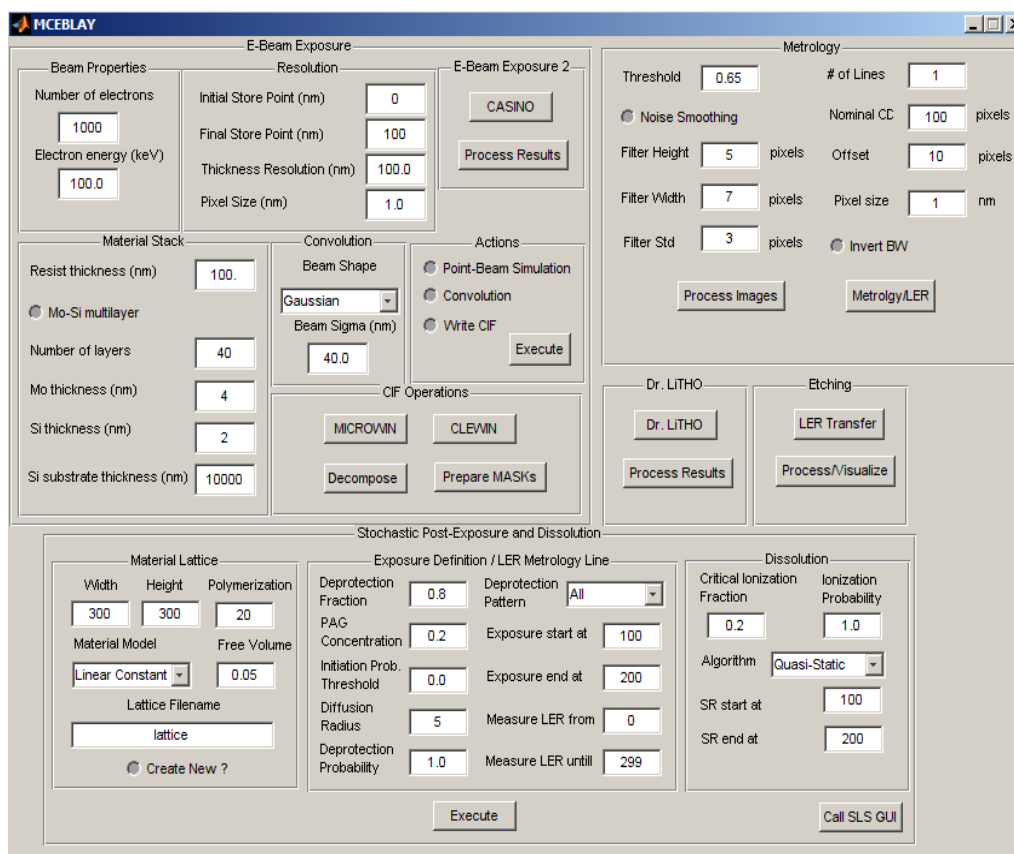 MCEBLAY
E-Beam Exposure
Beam Properties
Number of electrons
1000
Electron energy (keV)
100.0
Resolution
Initial Store Point (nm) 0
Final Store Point (nm) 100
Thickness Resolution (nm) 100.0
Pixel Size (nm) 1.0
E-Beam Exposure 2
CASINO
Process Results
Material Stack
Resist thickness (nm) 100.
Mo-Si multilayer
Number of layers 40
Mo thickness (nm) 4
Si thickness (nm) 2
Si substrate thickness (nm) 10000
Convolution
Beam Shape
Gaussian
Beam Sigma (nm)
40.0
Actions
Point-Beam Simulation
Convolution
Write CIF
Execute
CIF Operations
MICROWIN CLEWIN
Decompose Prepare MASKs
Metrology
Threshold 0.65 # of Lines 1
Noise Smoothing Nominal CD 100 pixels
Filter Height 5 pixels Offset 10 pixels
Filter Width 7 pixels Pixel size 1 nm
Filter Std 3 pixels Invert BW
Process Images Metrolgy/LER
Dr. LiTHO
Dr. LiTHO
Process Results
Etching
LER Transfer
Process/Visualize
Stochastic Post-Exposure and Dissolution
Material Lattice
Width Height Polymerization
300 300 20
Material Model Free Volume
Linear Constant 0.05
Lattice Filename
lattice
Create New ?
Exposure Definition / LER Metrology Line
Deprotection
Fraction 0.8
Deprotection
Pattern All
PAG
Concentration 0.2 Exposure start at 100
Initiation Prob.
Threshold 0.0 Exposure end at 200
Diffusion
Radius 5 Measure LER from 0
Deprotection
Probability 1.0 Measure LER untill 299
Dissolution
Critical Ionization
Fraction
0.2
Ionization
Probability
1.0
Algorithm Quasi-Static
SR start at 100
SR end at 200
Execute
Call SLS GUI